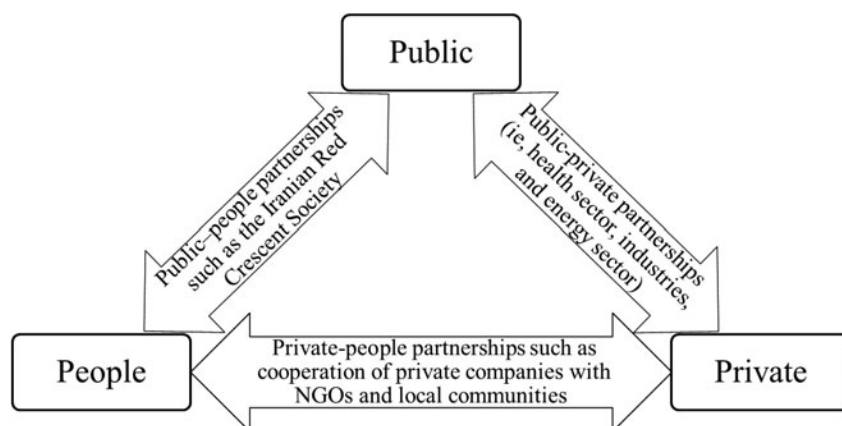 Public
Public–people partnerships
such as the Iranian Red
Crescent Society
Public-private partnerships
(ie, health sector, industries,
and energy sector)
People
Private-people partnerships such as
cooperation of private companies with
NGOs and local communities
Private